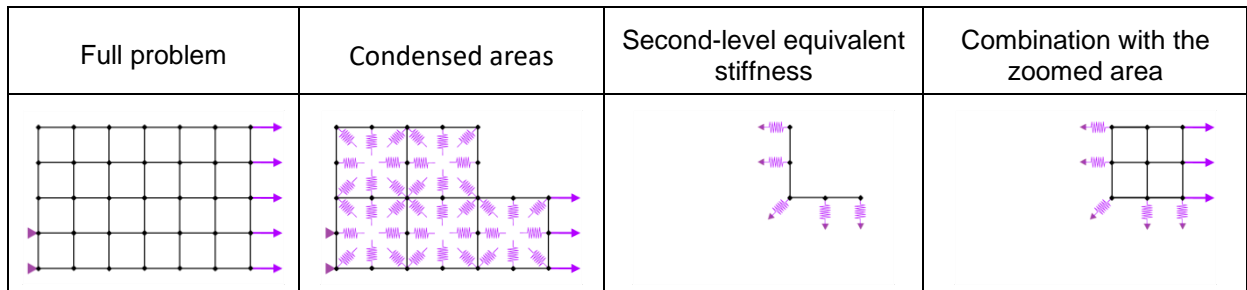 Full problem
Condensed areas
Second-level equivalent
stiffness
Combination with the
zoomed area